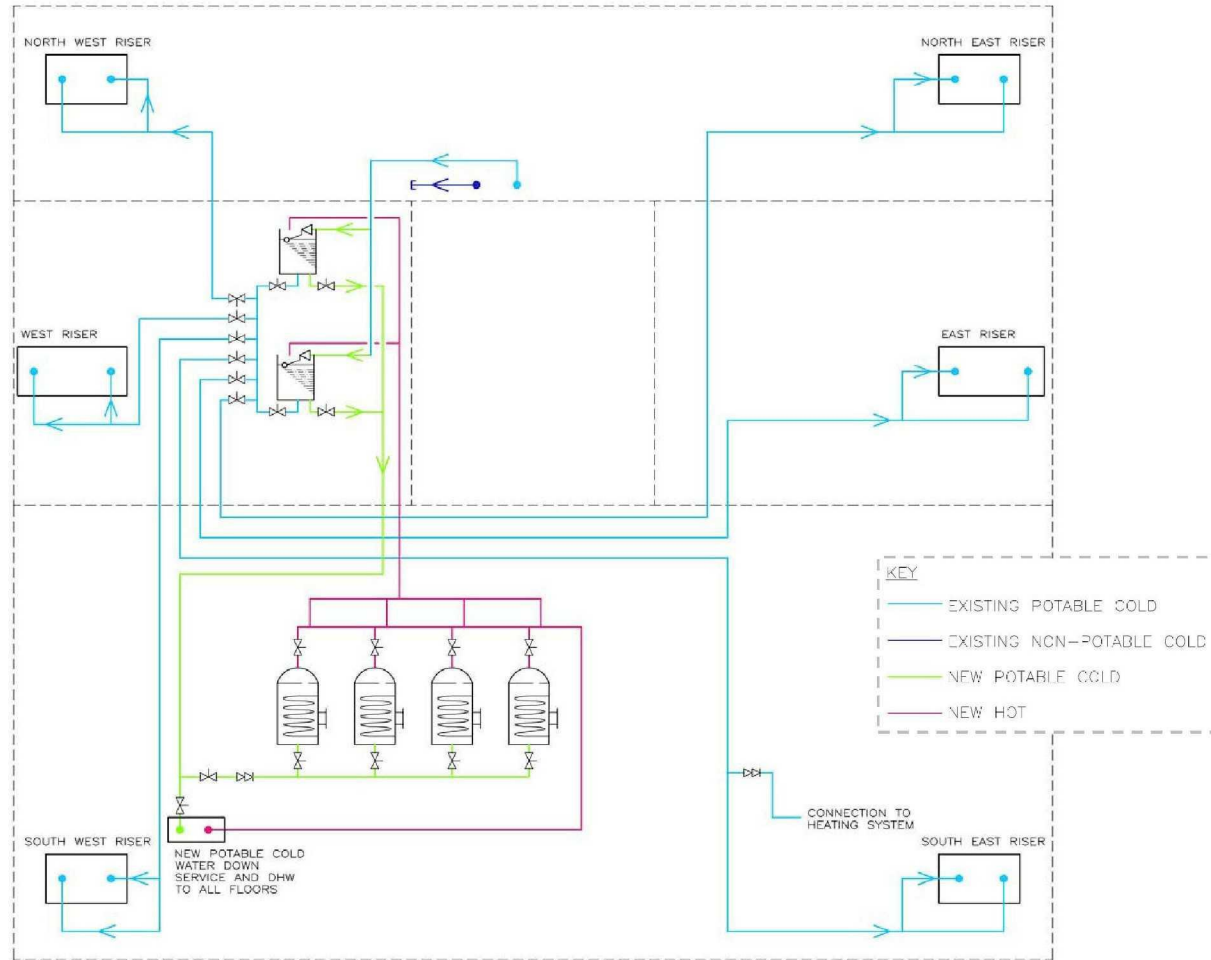 NORTH WEST RISER
NORTH EAST RISER
WEST RISER
EAST RISER
KEY
EXISTING POTABLE COLD
EXISTING NON-POTABLE COLD
NEW POTABLE COLD
NEW HOT
CONNECTION TO
HEATING SYSTEM
SOUTH WEST RISER
NEW POTABLE COLD
WATER DOWN
SERVICE AND DHW
TO ALL FLOORS
SOUTH EAST RISER